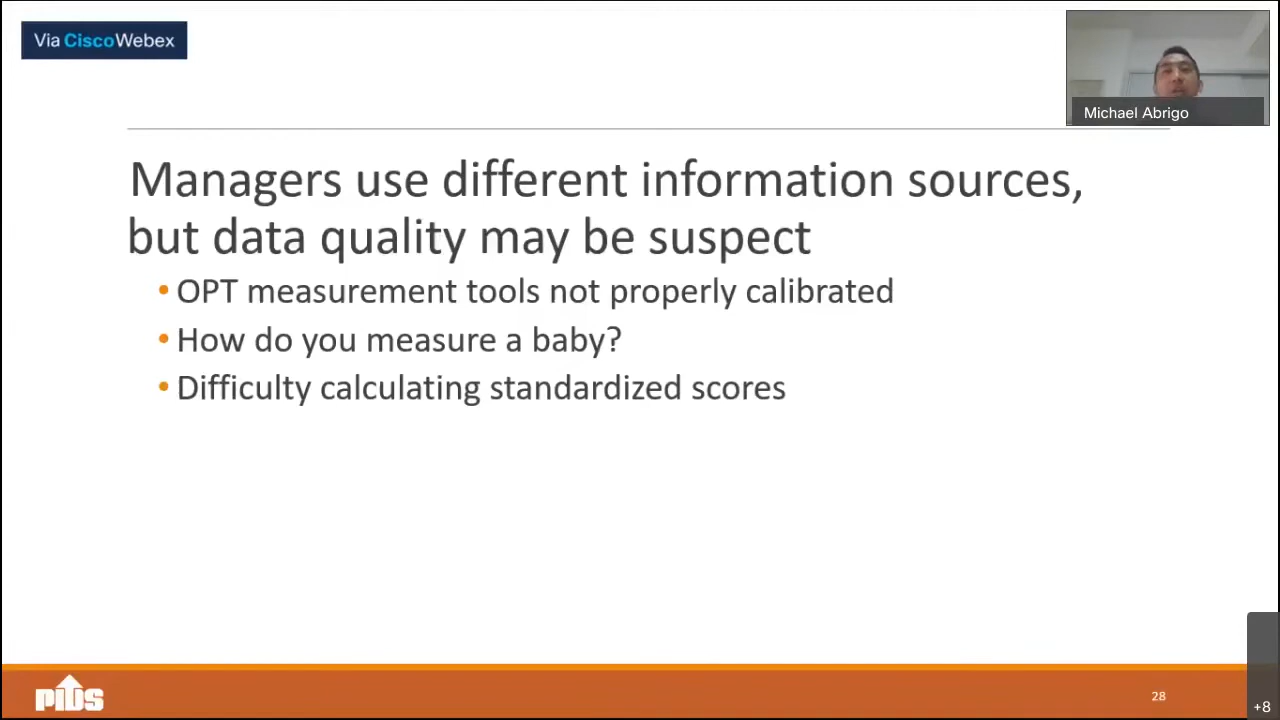 Via CiscoWebex
Michael Abrigo
Managers use different information sources,
but data quality may be suspect
• OPT measurement tools not properly calibrated
• How do you measure a baby?
• Difficulty calculating standardized scores
pids
28
+8